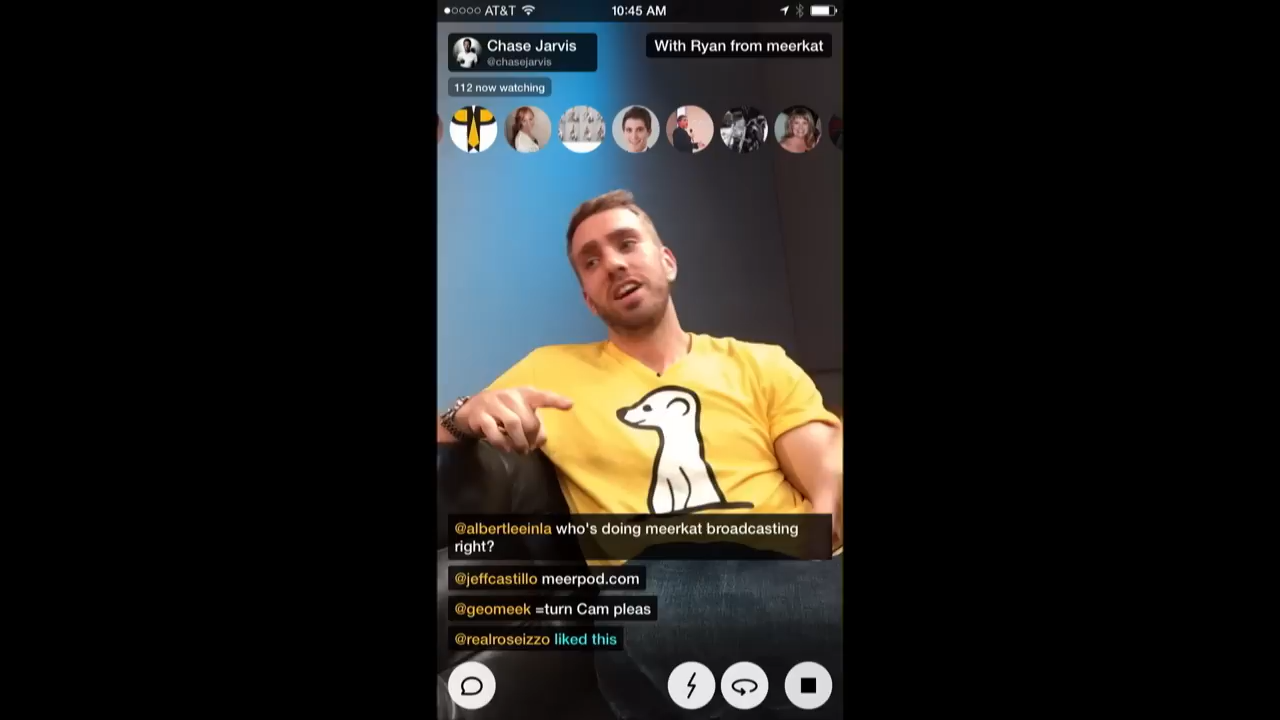 AT&T 10:45 AM
Chase Jarvis
@chasejarvis
With Ryan from meerkat
112 now watching
@albertleeinla who's doing meerkat broadcasting
right?
@jeffcastillo meerpod.com
@geomeek =turn Cam pleas
@realroseizzo liked this